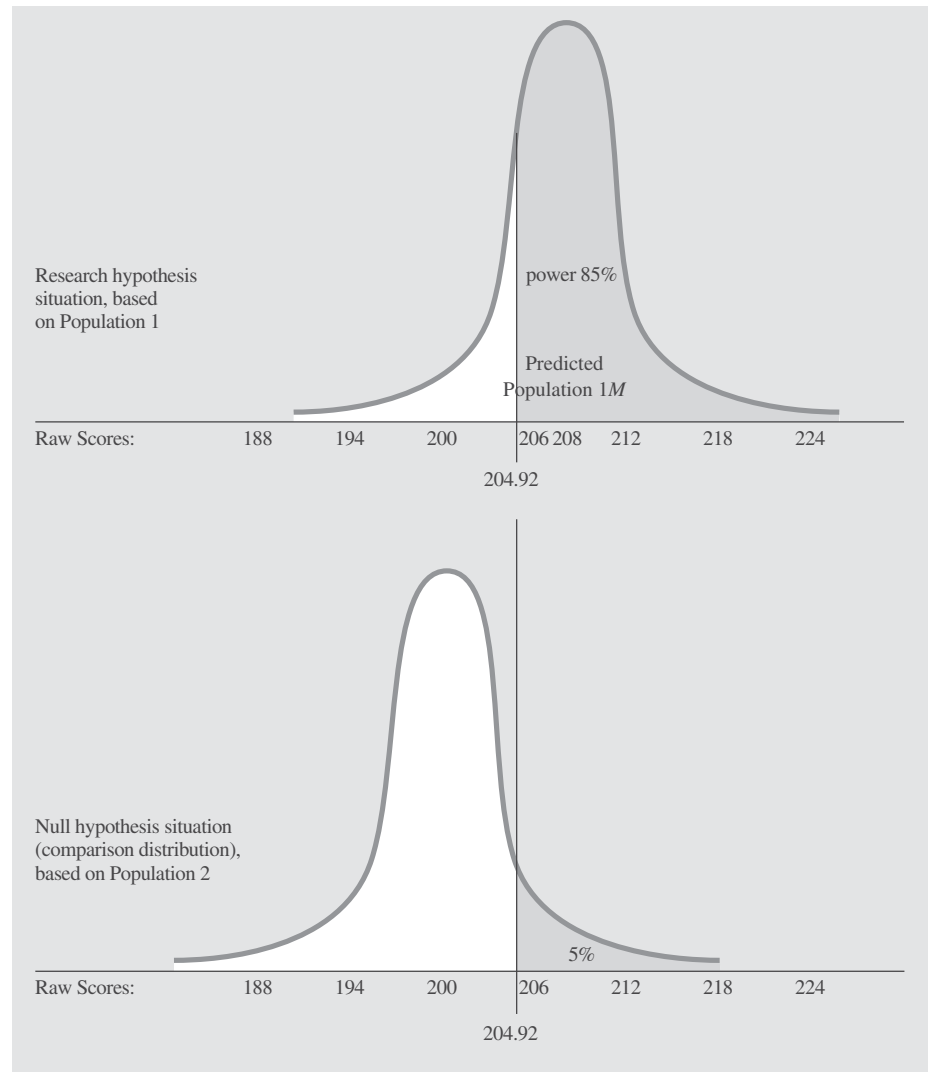 Research hypothesis
situation, based
on Population 1
power 85%
Predicted
Population 1M
Raw Scores: 188 194 200 206 208 212 218 224
204.92
Null hypothesis situation
(comparison distribution),
based on Population 2
5%
Raw Scores: 188 194 200 206 212 218 224
204.92